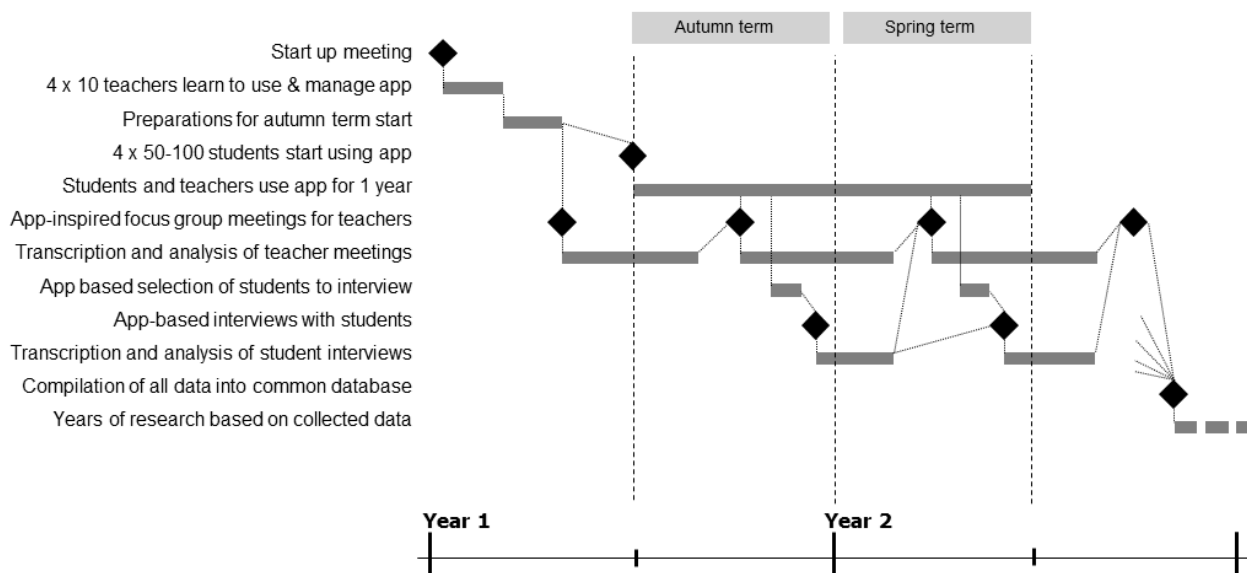 Autumn term
Spring term
Start up meeting
4 x 10 teachers learn to use & manage app
Preparations for autumn term start
4 x 50-100 students start using app
Students and teachers use app for 1 year
App-inspired focus group meetings for teachers
Transcription and analysis of teacher meetings
App based selection of students to interview
App-based interviews with students
Transcription and analysis of student interviews
Compilation of all data into common database
Years of research based on collected data
Year 1
Year 2